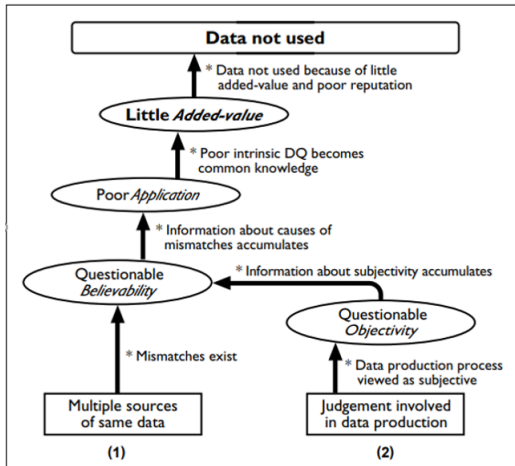 Data not used
* Data not used because of little
added-value and poor reputation
Little Added-value
* Poor intrinsic DQ becomes
common knowledge
Poor Application
* Information about causes of
mismatches accumulates
Questionable
Believability
* Information about subjectivity accumulates
Questionable
Objectivity
* Mismatches exist
* Data production process
viewed as subjective
Multiple sources
of same data
Judgement involved
in data production
(1)
(2)